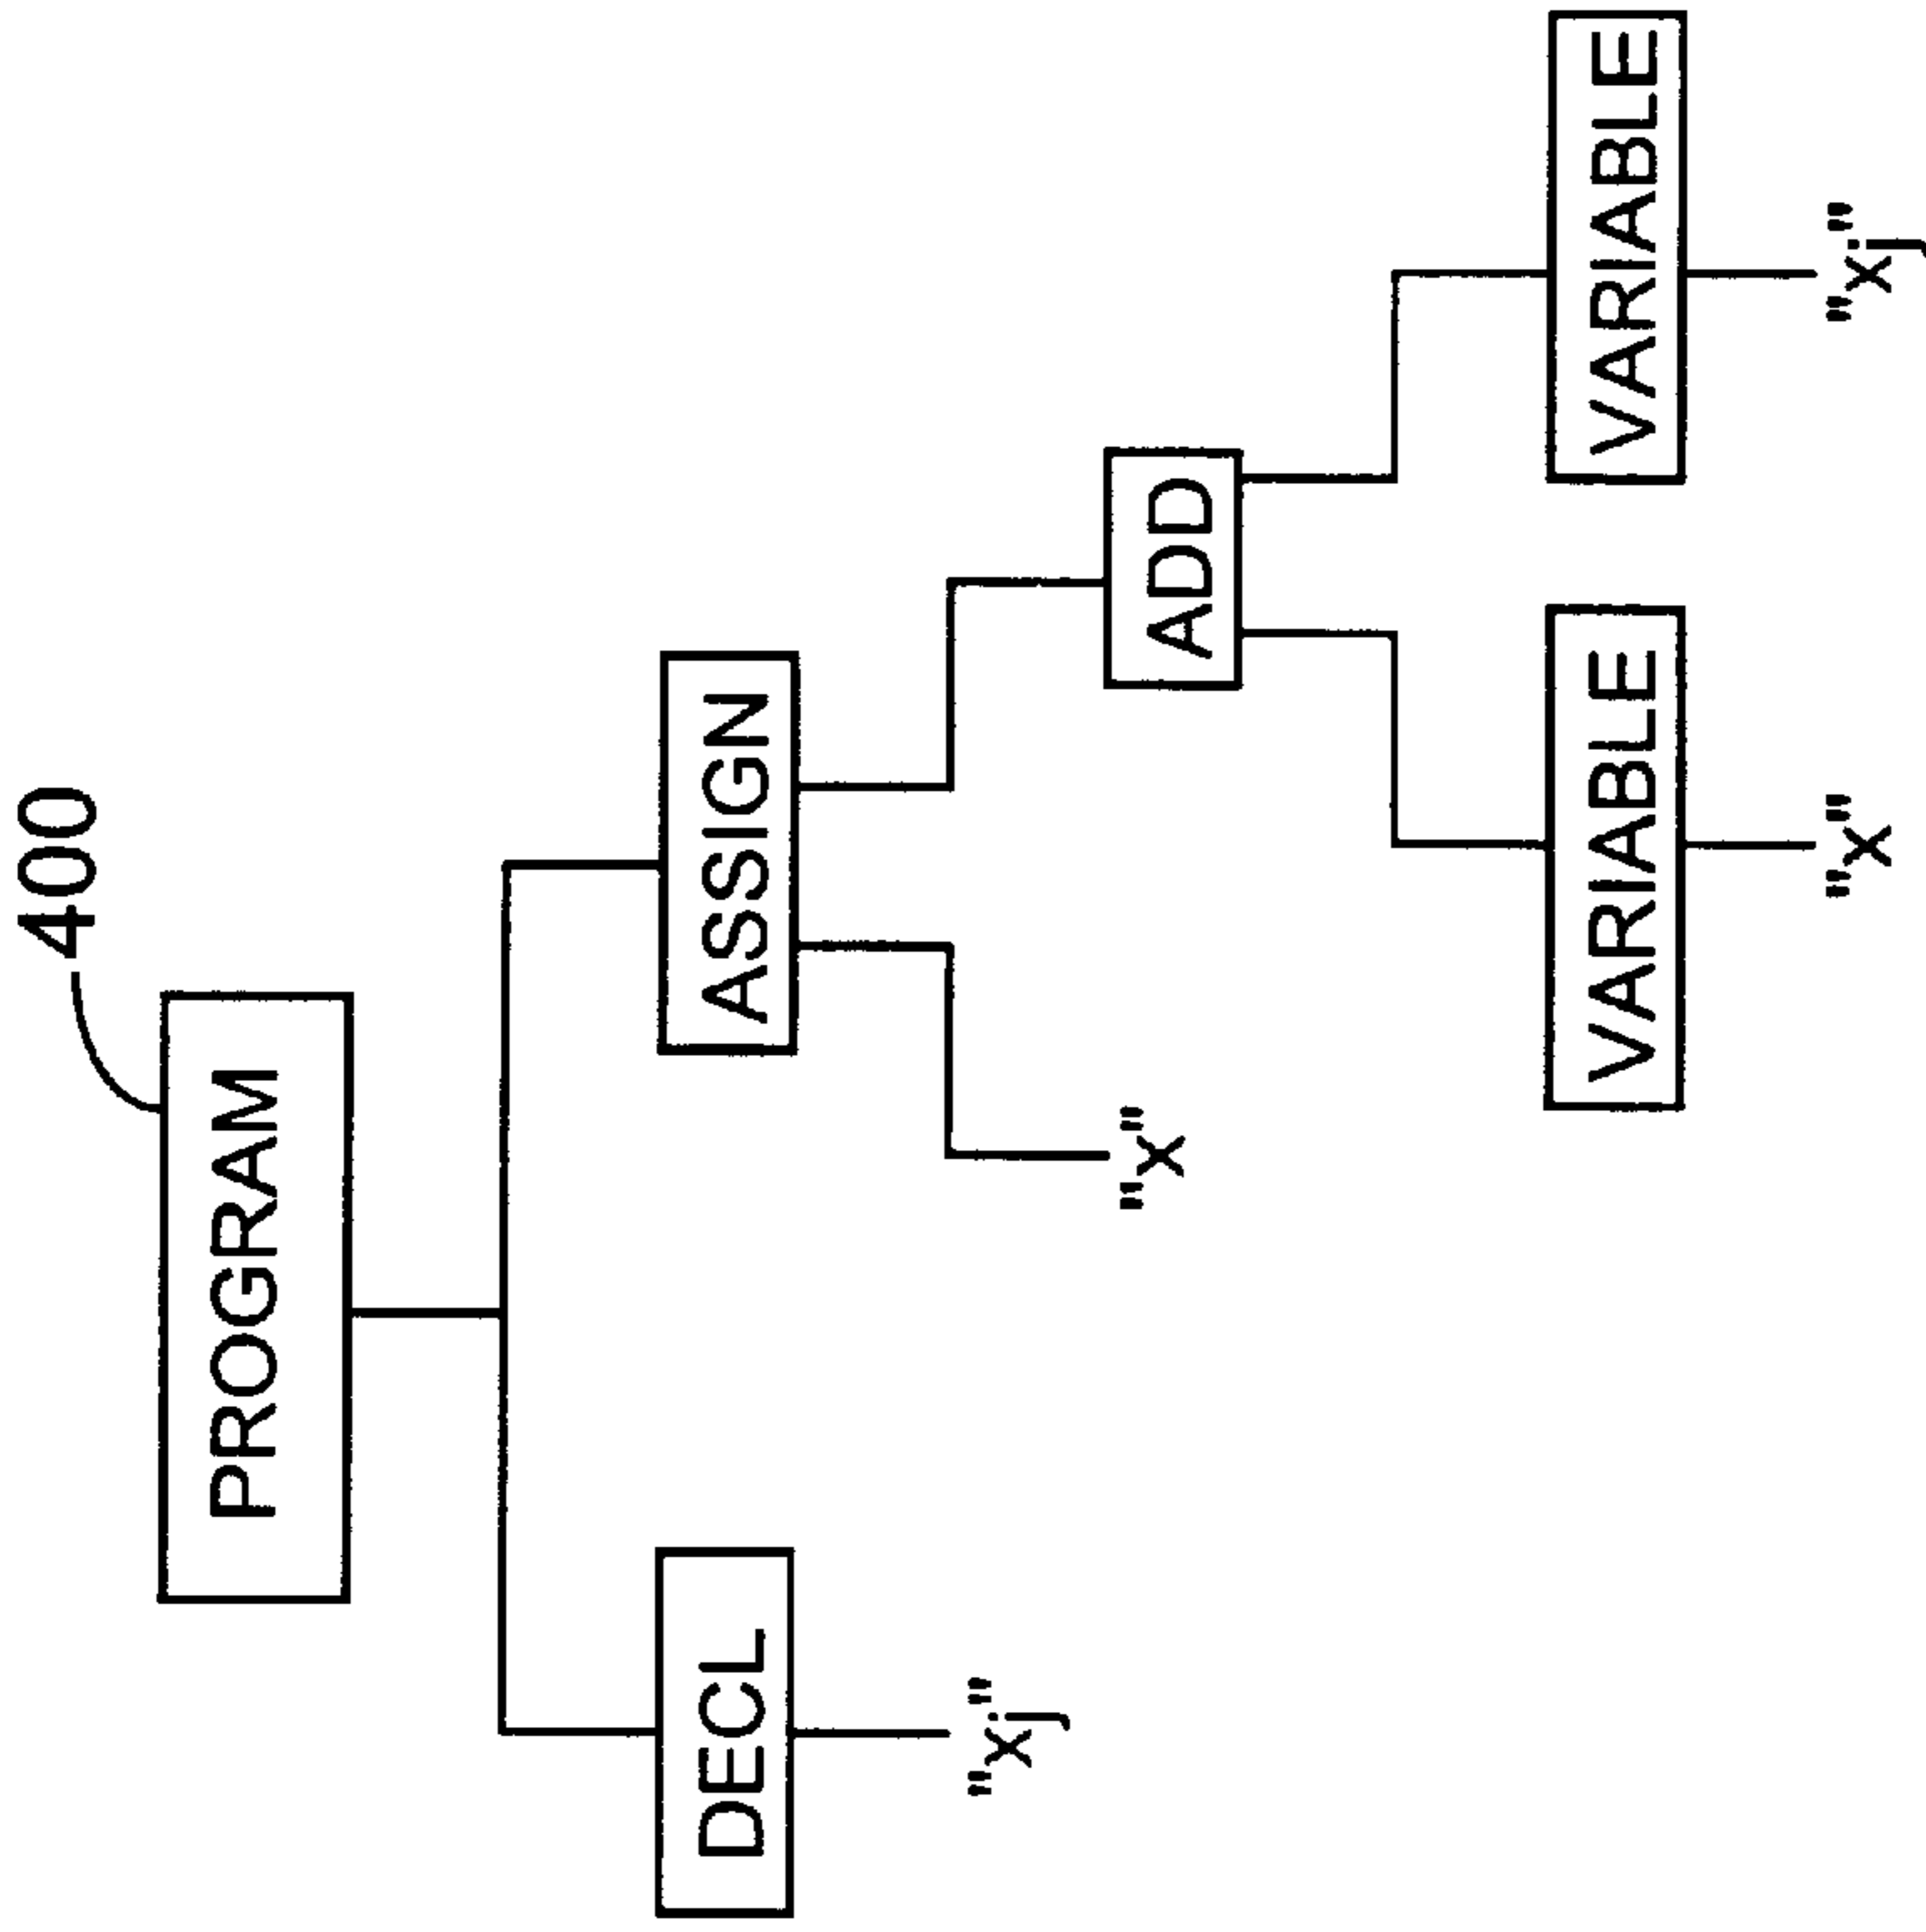 400
PROGRAM
DECL
ASSIGN
"xj"
"x"
ADD
VARIABLE
VARIABLE
"x"
"xj"